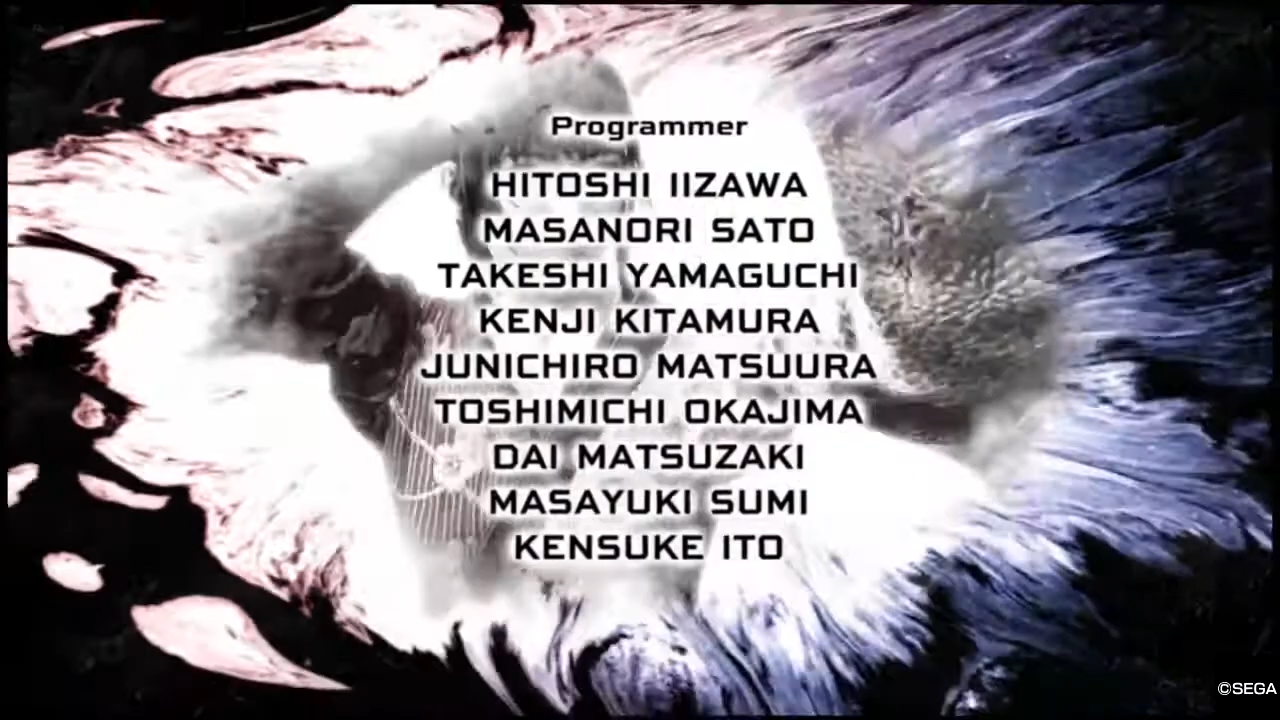 Programmer
HITOSHI IIZAWA
MASANORI SATO
TAKESHI YAMAGUCHI
KENJI KITAMURA
JUNICHIRO MATSUURA
TOSHIMICHI OKAJIMA
DAI MATSUZAKI
MASAYUKI SUMI
KENSUKE ITO
©SEGA